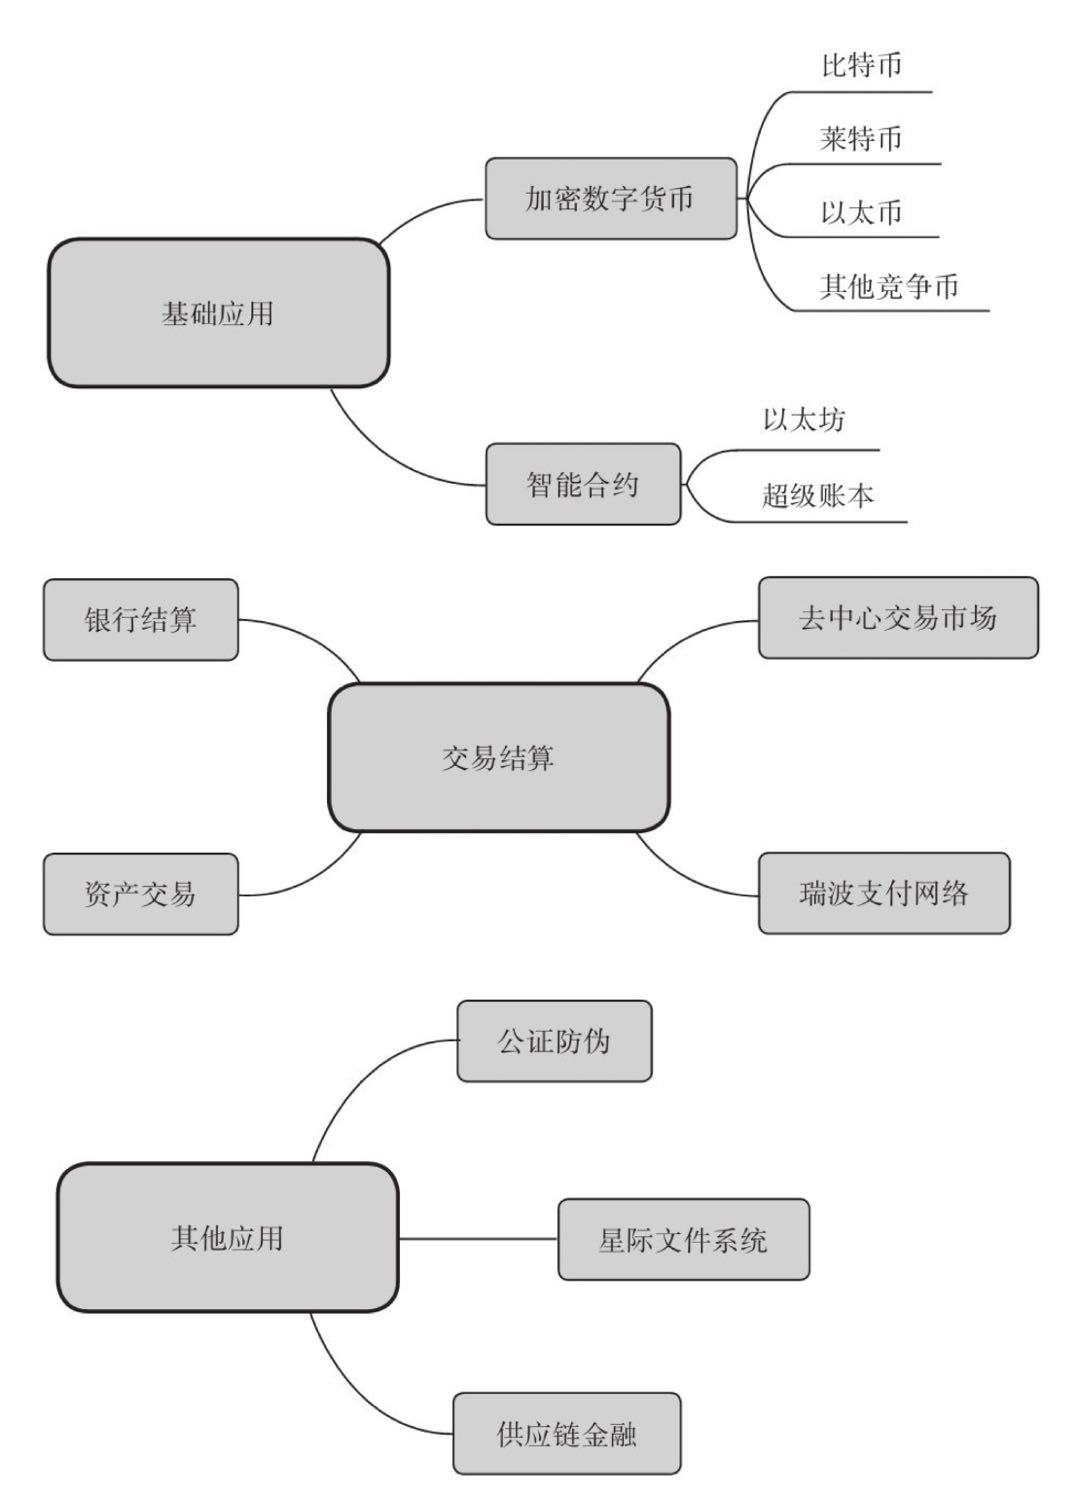 比特币
莱特币
加密数字货币
以太币
其他竞争币
基础应用
以太坊
智能合约
超级账本
银行结算
去中心交易市场
交易结算
资产交易
瑞波支付网络
公证防伪
其他应用
星际文件系统
供应链金融